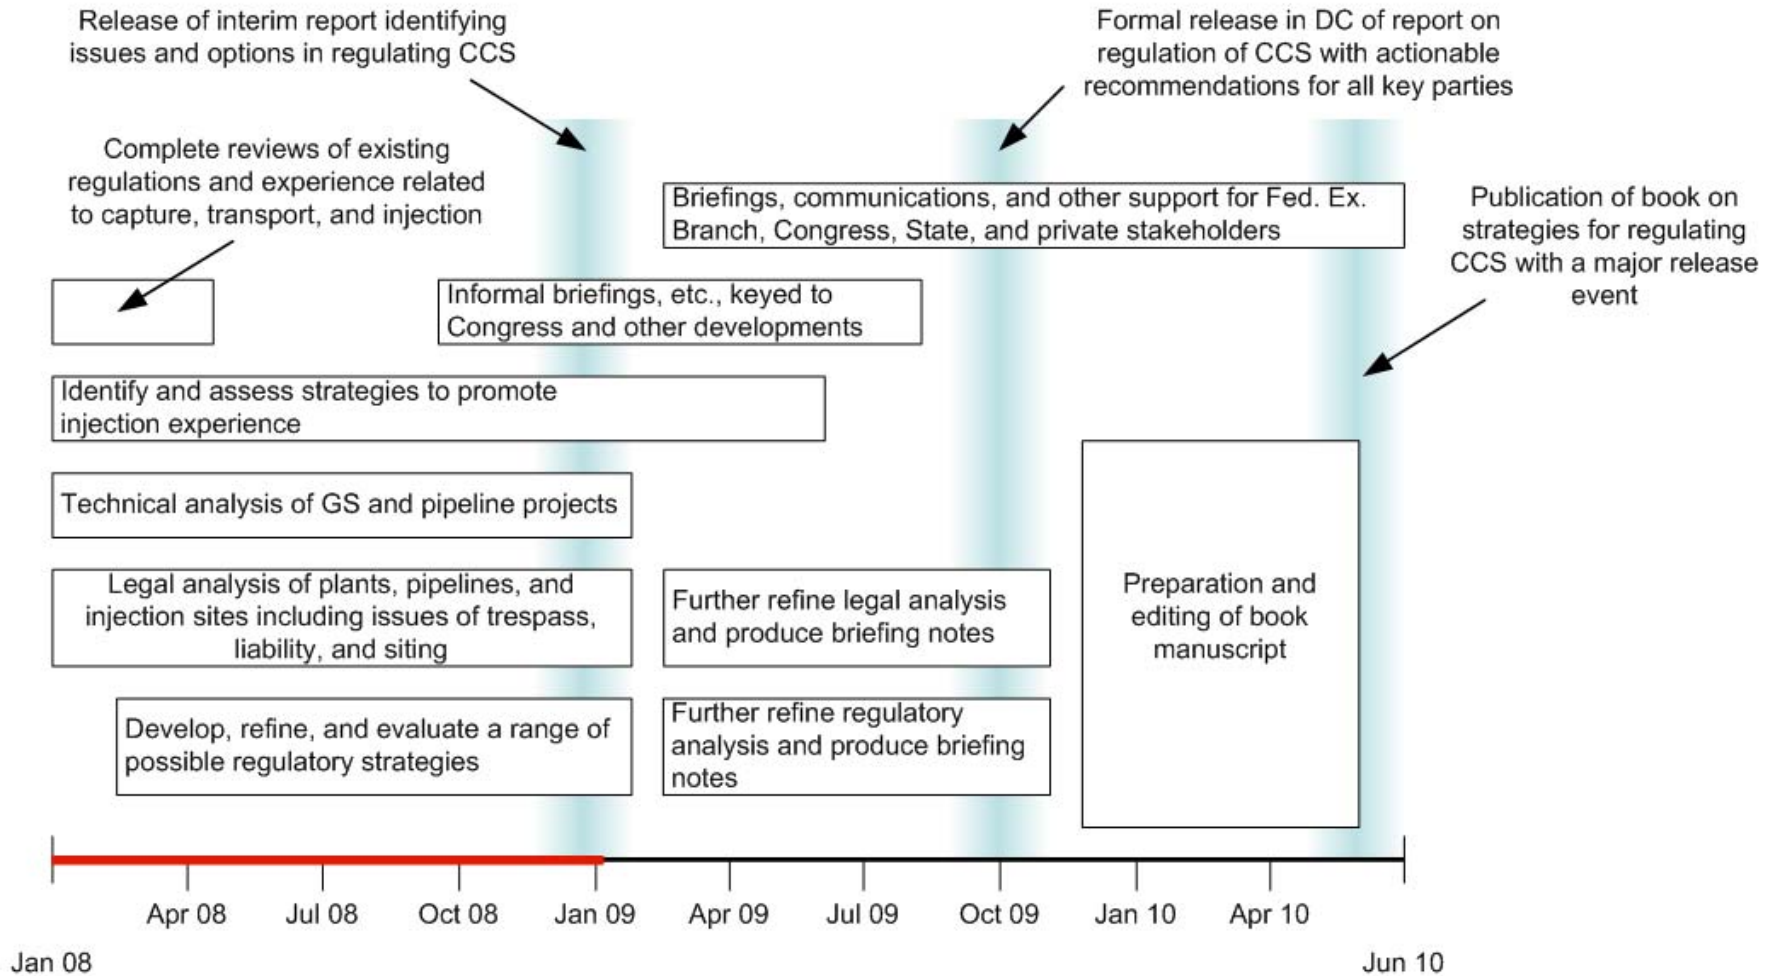 Release of interim report identifying
issues and options in regulating CCS
Formal release in DC of report on
regulation of CCS with actionable
recommendations for all key parties
Complete reviews of existing
regulations and experience related
to capture, transport, and injection
Briefings, communications, and other support for Fed. Ex.
Branch, Congress, State, and private stakeholders
Publication of book on
strategies for regulating
CCS with a major release
event
Informal briefings, etc., keyed to
Congress and other developments
Identify and assess strategies to promote
injection experience
Technical analysis of GS and pipeline projects
Legal analysis of plants, pipelines, and
injection sites including issues of trespass,
liability, and siting
Further refine legal analysis
and produce briefing notes
Preparation and
editing of book
manuscript
Develop, refine, and evaluate a range of
possible regulatory strategies
Further refine regulatory
analysis and produce briefing
notes
Apr 08 Jul 08 Oct 08 Jan 09 Apr 09 Jul 09 Oct 09 Jan 10 Apr 10
Jan 08 Jun 10